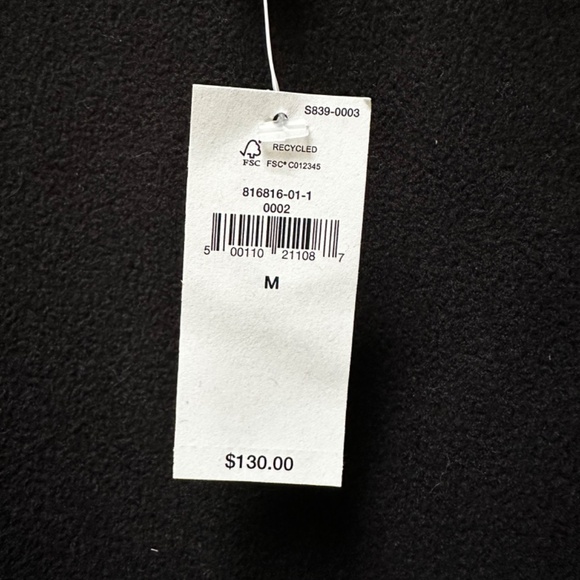 S839-0003
RECYCLED
FSC FSC® C012345
816816-01-1
0002
5 00110 21108 7
M
$130.00